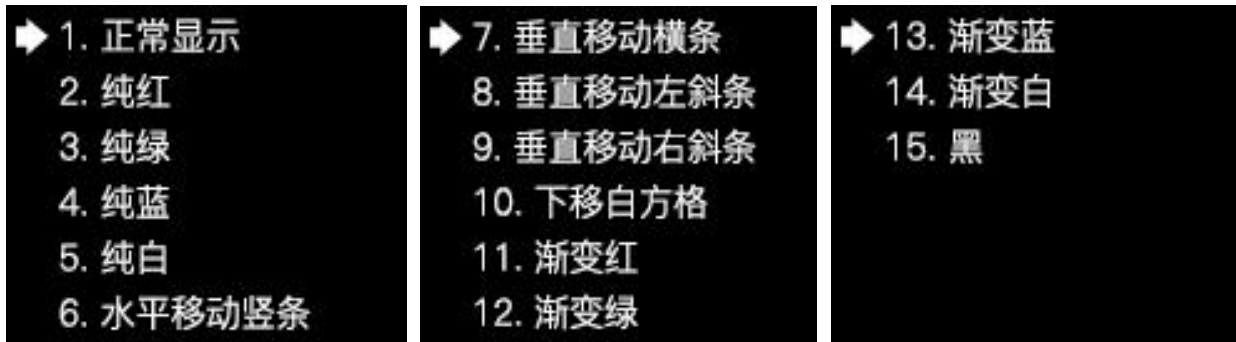 1. 正常显示
2. 纯红
3. 纯绿
4. 纯蓝
5. 纯白
6. 水平移动竖条
7. 垂直移动横条
8. 垂直移动左斜条
9. 垂直移动右斜条
10. 下移白方格
11. 渐变红
12. 渐变绿
13. 渐变蓝
14. 渐变白
15. 黑